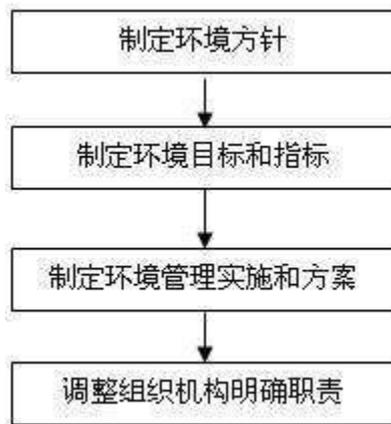 制定环境方针
制定环境目标和指标
制定环境管理实施和方案
调整组织机构明确职责